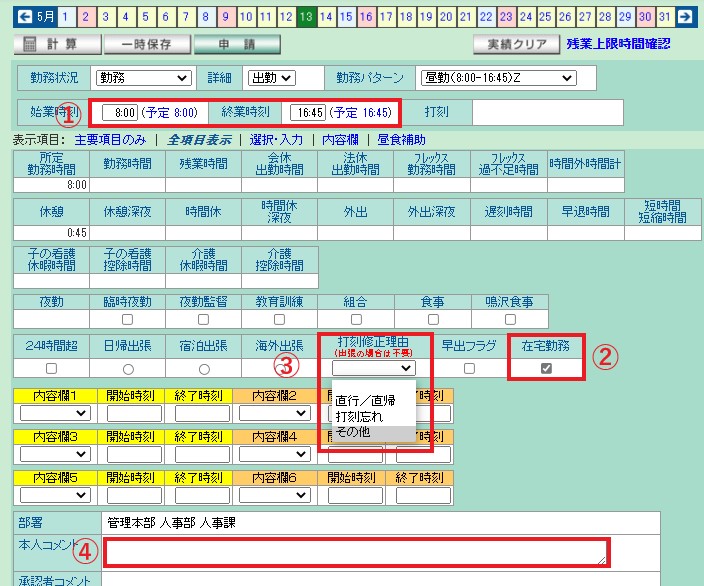 5月 1 2 3 4 5 6 7 8 9 10 11 12 13 14 15 16 17 18 19 20 21 22 23 24 25 26 27 28 29 30 31
計算 一時保存 申請 実績クリア 残業上限時間確認
勤務状況 勤務 詳細 出勤 勤務パターン 昼勤(8:00-16:45)Z
始業時刻 ① 8:00 (予定 8:00) 終業時刻 16:45 (予定 16:45) 打刻
表示項目: 主要項目のみ | 全項目表示 | 選択・入力 | 内容欄 | 昼食補助
所定勤務時間 勤務時間 残業時間 会休出勤時間 法休出勤時間 フレックス勤務時間 フレックス過不足時間 時間外時間計
8:00
休憩 休憩深夜 時間休 時間休深夜 外出 外出深夜 遅刻時間 早退時間 短時間短縮時間
0:45
子の看護休暇時間 子の看護控除時間 介護休暇時間 介護控除時間
夜勤 臨時夜勤 夜勤監督 教育訓練 組合 食事 鳴沢食事
24時間超 日帰出張 宿泊出張 海外出張 打刻修正理由 早出フラグ 在宅勤務 ②
(出張の場合は不要)
③
直行／直帰
打刻忘れ
その他
内容欄1 開始時刻 終了時刻 内容欄2
内容欄3 開始時刻 終了時刻 内容欄4
内容欄5 開始時刻 終了時刻 内容欄6 開始時刻 終了時刻
部署 管理本部 人事部 人事課
本人コメント ④
承認者コメント